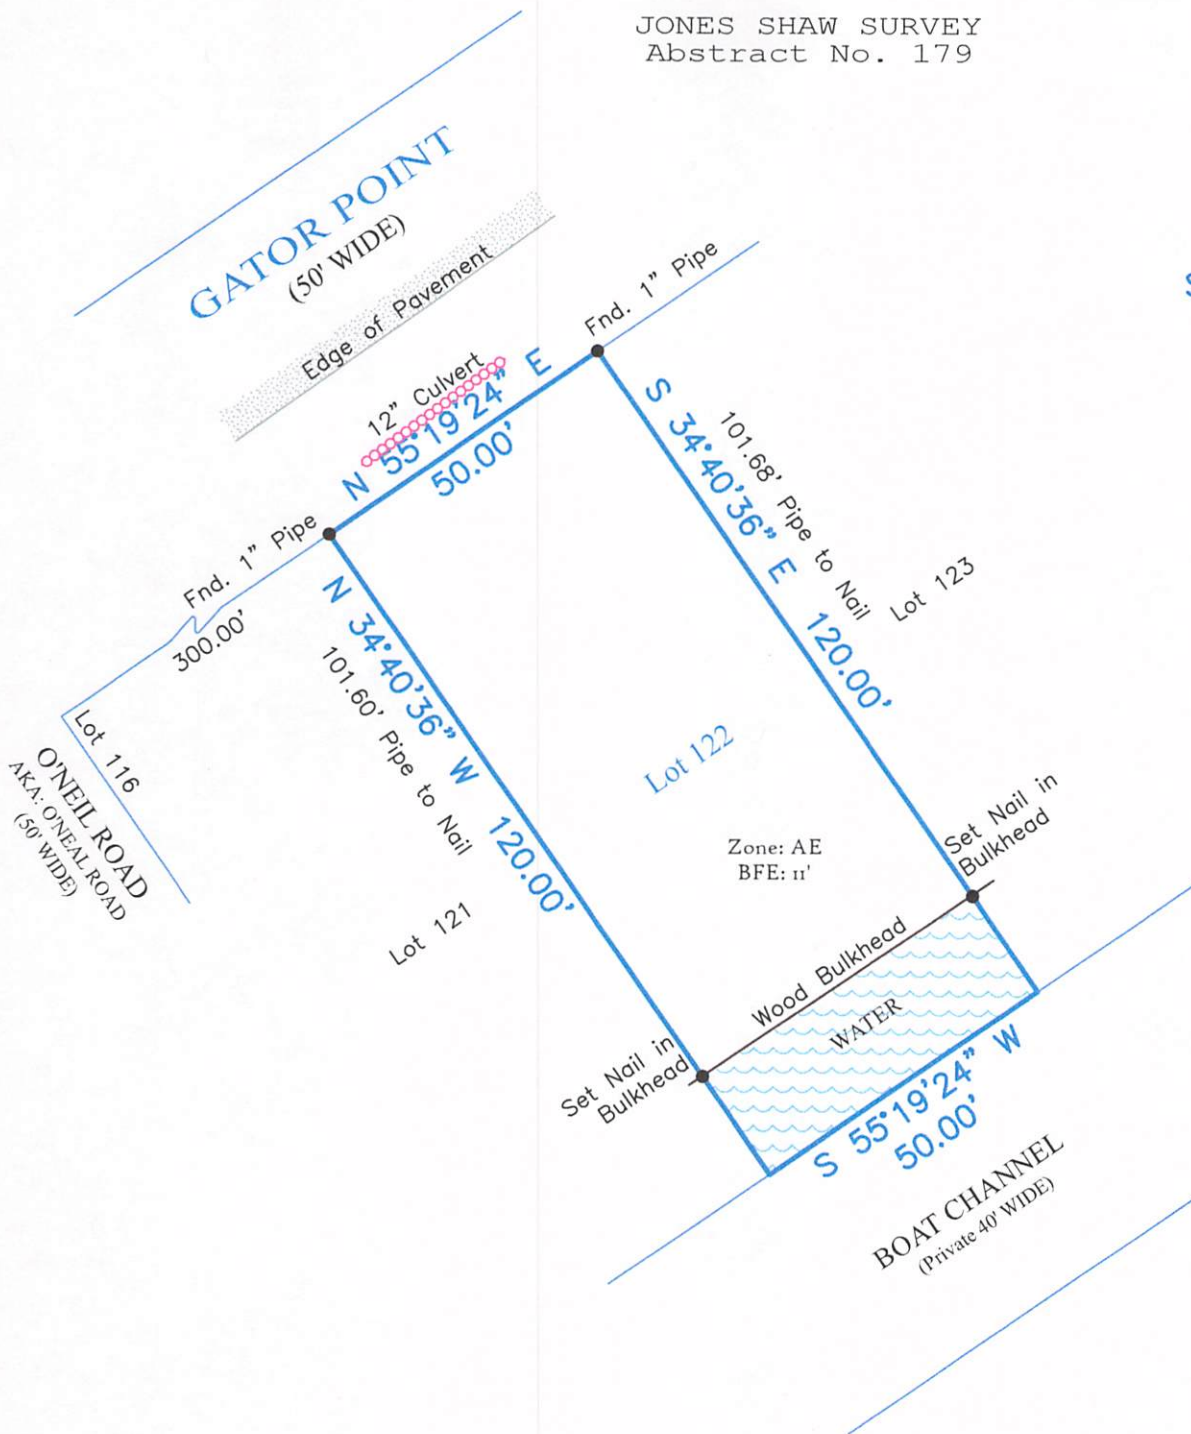 JONES SHAW SURVEY
Abstract No. 179
GATOR POINT
(50' WIDE)
Edge of Pavement
12" Culvert
N 55°19'24" E
50.00'
Fnd. 1" Pipe
Fnd. 1" Pipe
300.00'
S 34°40'36" E 120.00'
101.68' Pipe to Nail
Lot 123
N 34°40'36" W 120.00'
101.60' Pipe to Nail
Lot 121
Lot 116
O'NEIL ROAD
AKA: O'NEAL ROAD
(50' WIDE)
Lot 122
Zone: AE
BFE: 11'
Set Nail in
Bulkhead
Wood Bulkhead
WATER
Set Nail in
Bulkhead
S 55°19'24" W
50.00'
BOAT CHANNEL
(Private 40' WIDE)